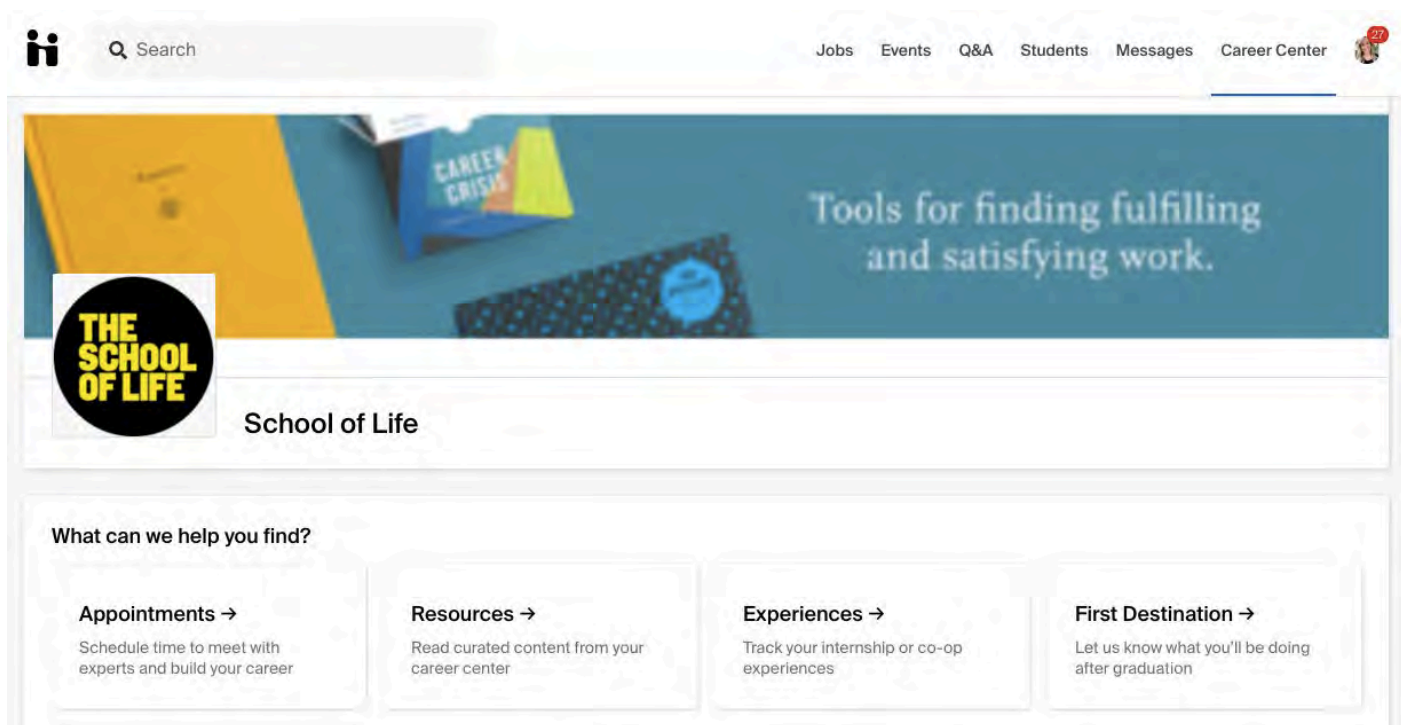 Search
Jobs
Events
Q&A
Students
Messages
Career Center
27
CAREER
CRISIS
Tools for finding fulfilling
and satisfying work.
THE
SCHOOL
OF LIFE
School of Life
What can we help you find?
Appointments →
Schedule time to meet with
experts and build your career
Resources →
Read curated content from your
career center
Experiences →
Track your internship or co-op
experiences
First Destination →
Let us know what you'll be doing
after graduation